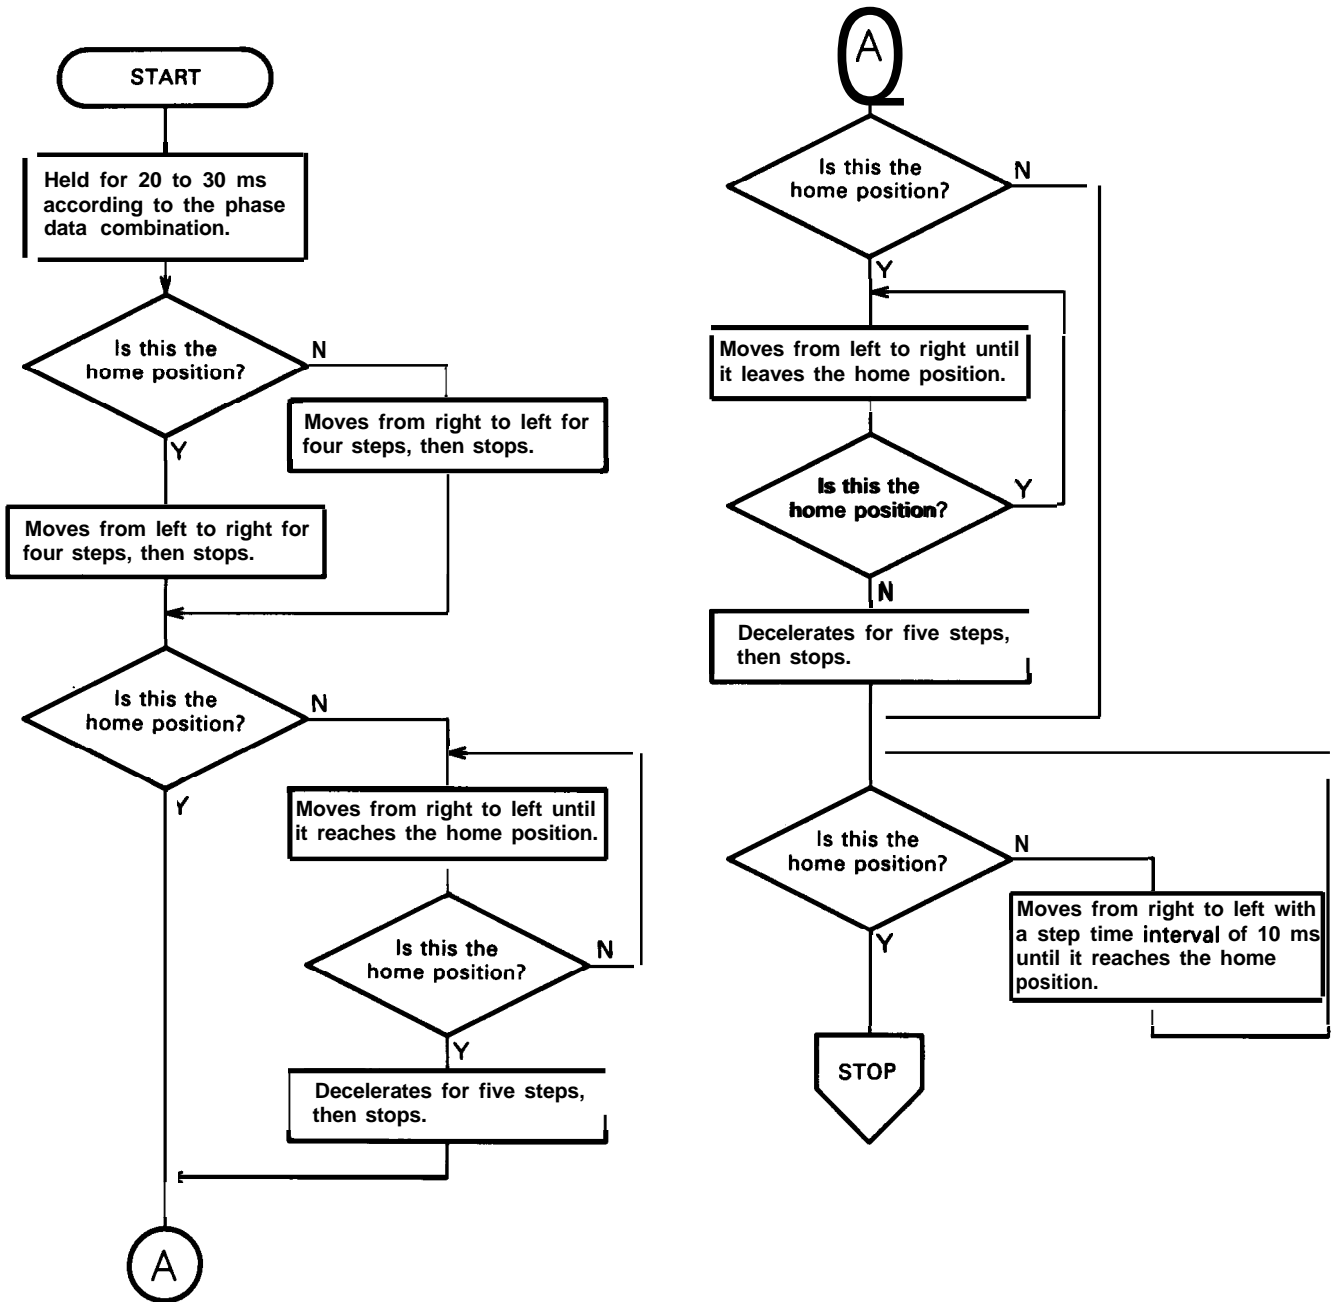 START
Held for 20 to 30 ms
according to the phase
data combination.
Is this the
home position?
N
Y
Moves from right to left for
four steps, then stops.
Moves from left to right for
four steps, then stops.
Is this the
home position?
N
Y
Moves from right to left until
it reaches the home position.
Is this the
home position?
N
Y
Decelerates for five steps,
then stops.
A
A
Is this the
home position?
N
Y
Moves from left to right until
it leaves the home position.
Is this the
home position?
Y
N
Decelerates for five steps,
then stops.
Is this the
home position?
N
Y
Moves from right to left with
a step time interval of 10 ms
until it reaches the home
position.
STOP